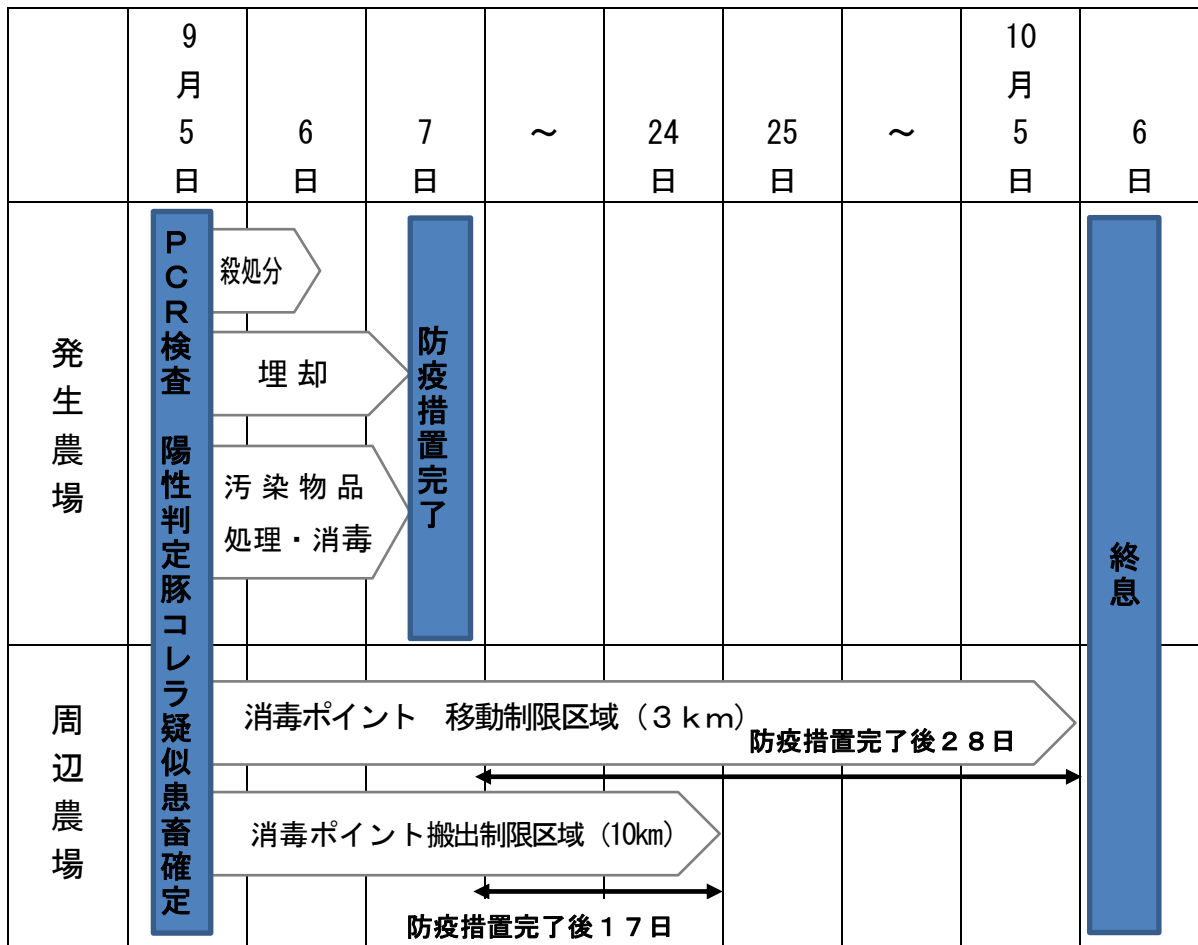 9月5日
6日
7日
～
24日
25日
～
10月5日
6日
発生農場
PCR検査　陽性判定豚コレラ疑似患畜確定
殺処分
埋却
汚染物品
処理・消毒
防疫措置完了
終息
周辺農場
消毒ポイント　移動制限区域（３ｋｍ）
防疫措置完了後２８日
消毒ポイント搬出制限区域（10km）
防疫措置完了後１７日